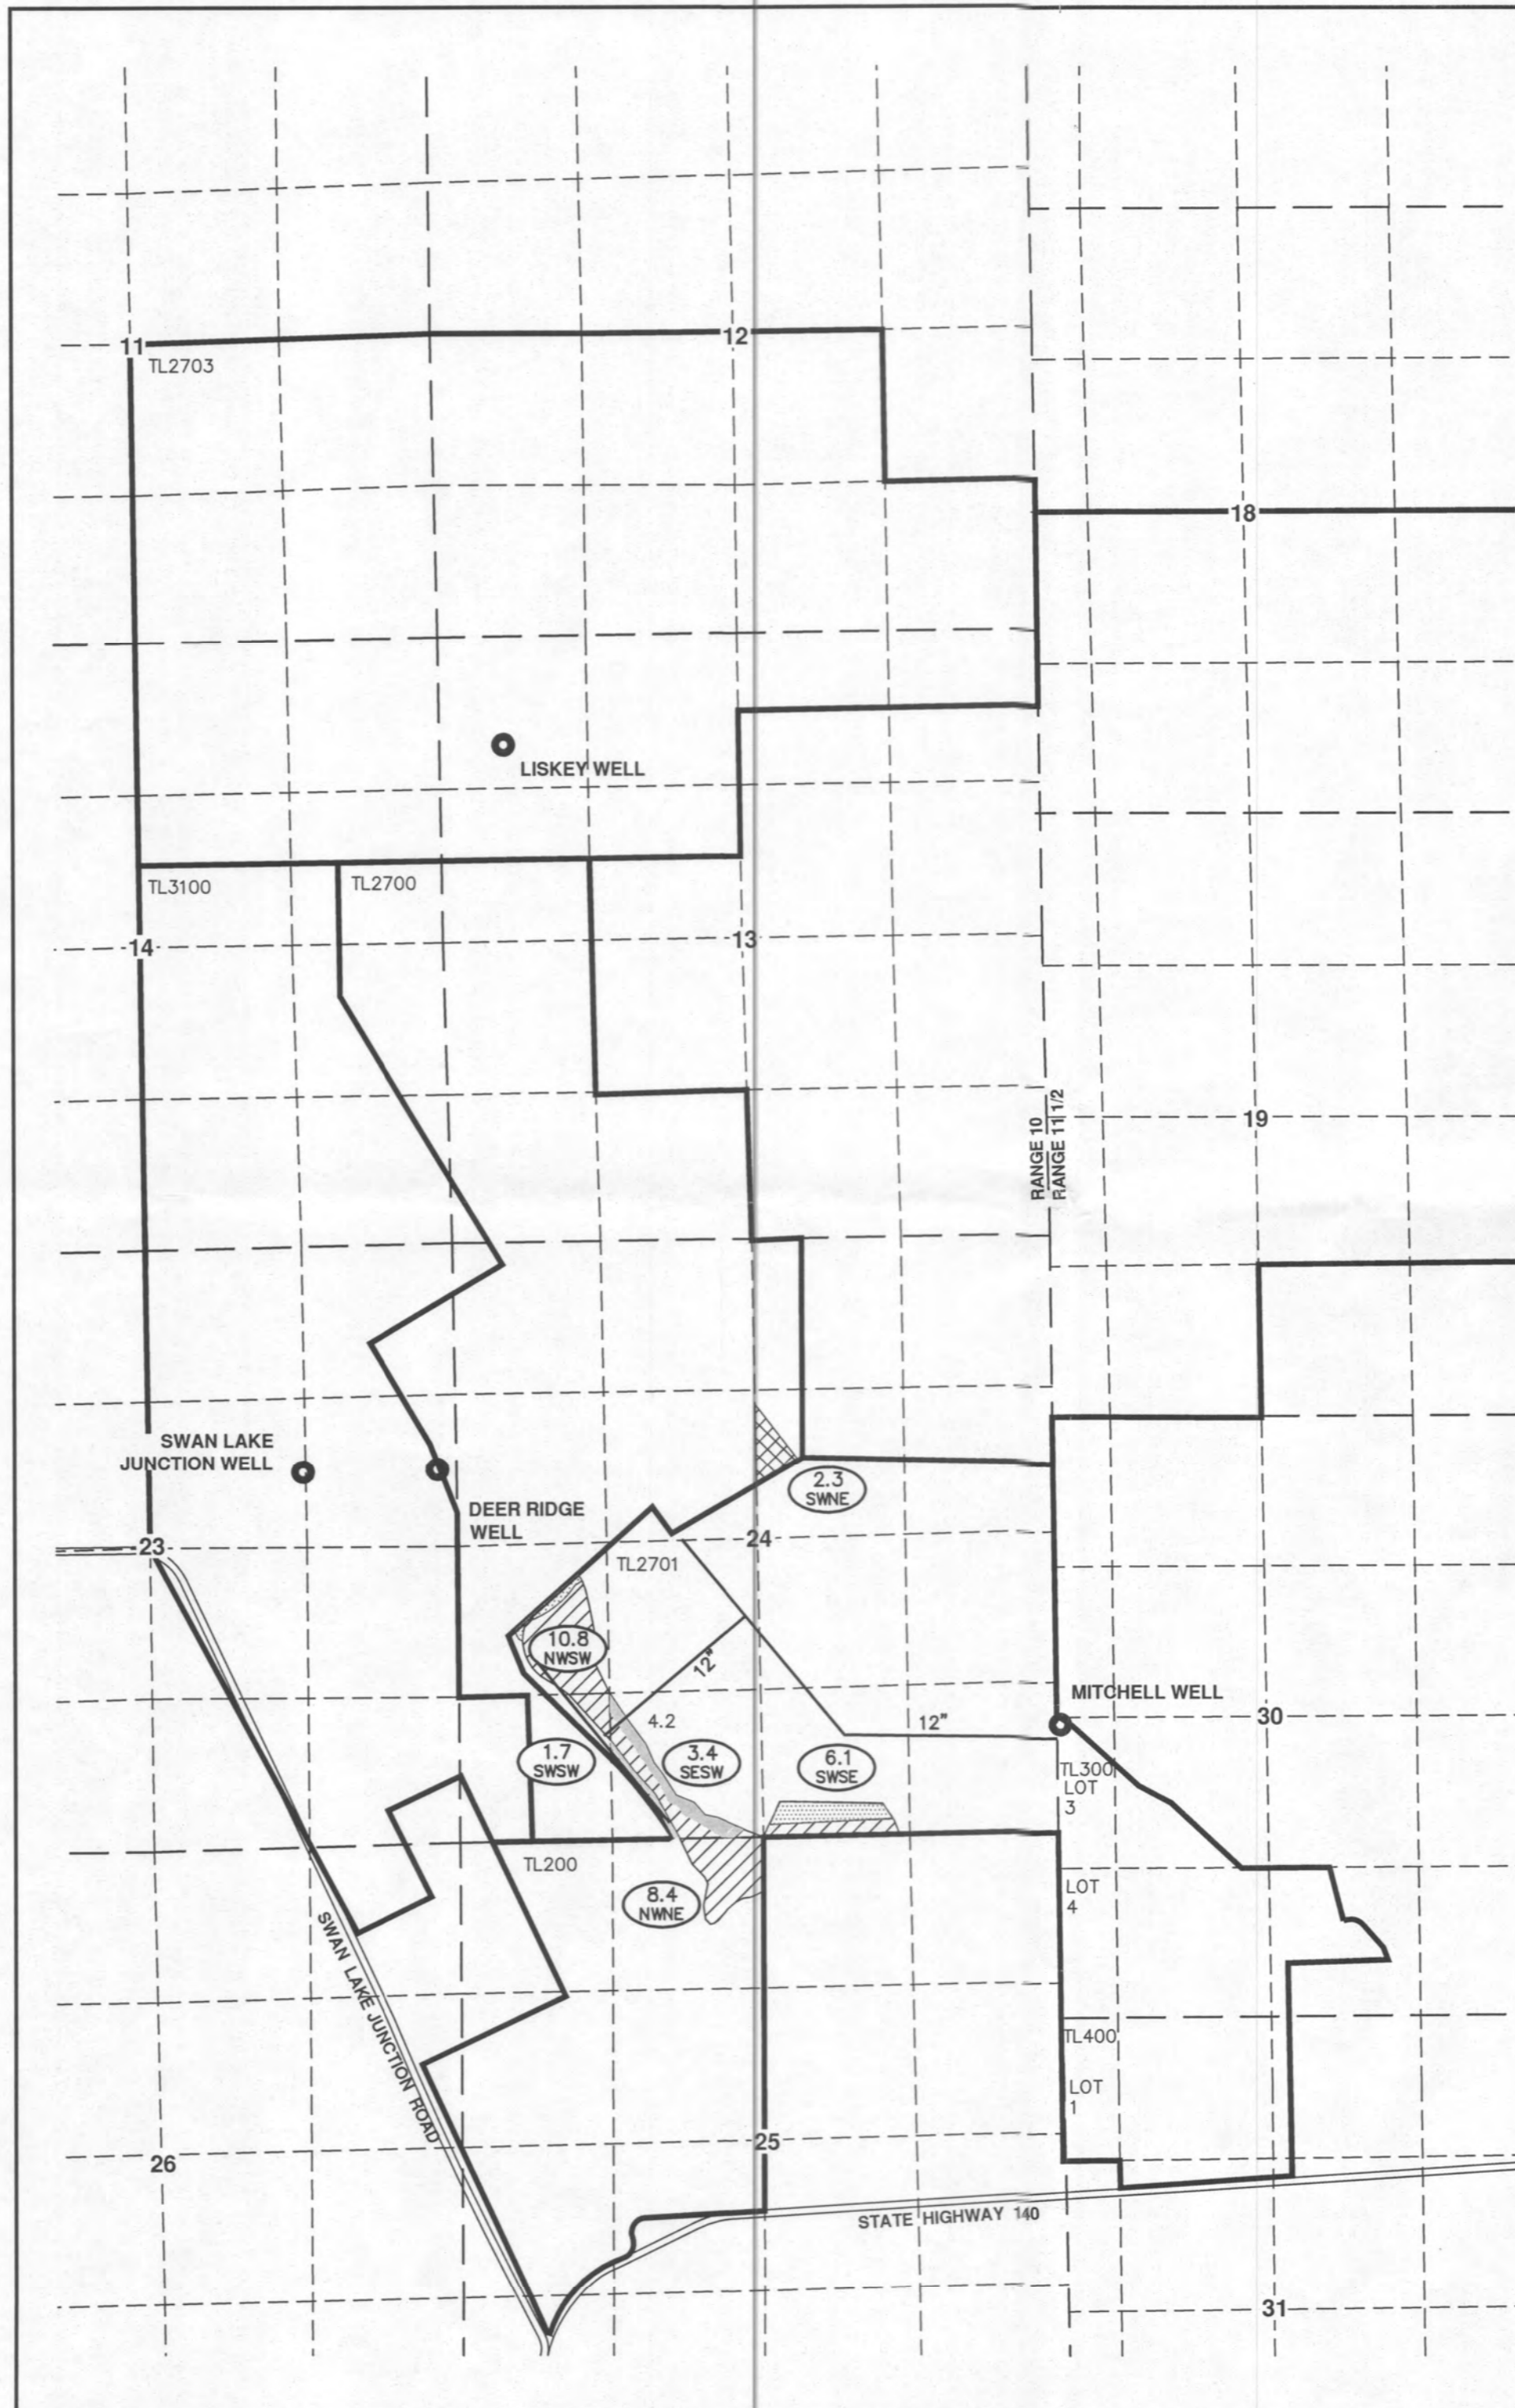 12
11
TL2703
18
LISKEY WELL
TL3100
TL2700
14
13
RANGE 10
RANGE 11 1/2
19
SWAN LAKE
JUNCTION WELL
2.3
SWNE
DEER RIDGE
WELL
23
24
TL2701
10.8
NWSW
12"
MITCHELL WELL
30
4.2
12"
1.7
SWSW
3.4
SESW
6.1
SWSE
TL300
LOT
3
TL200
8.4
NWNE
LOT
4
SWAN LAKE JUNCTION ROAD
TL400
LOT
1
25
26
STATE HIGHWAY 140
31